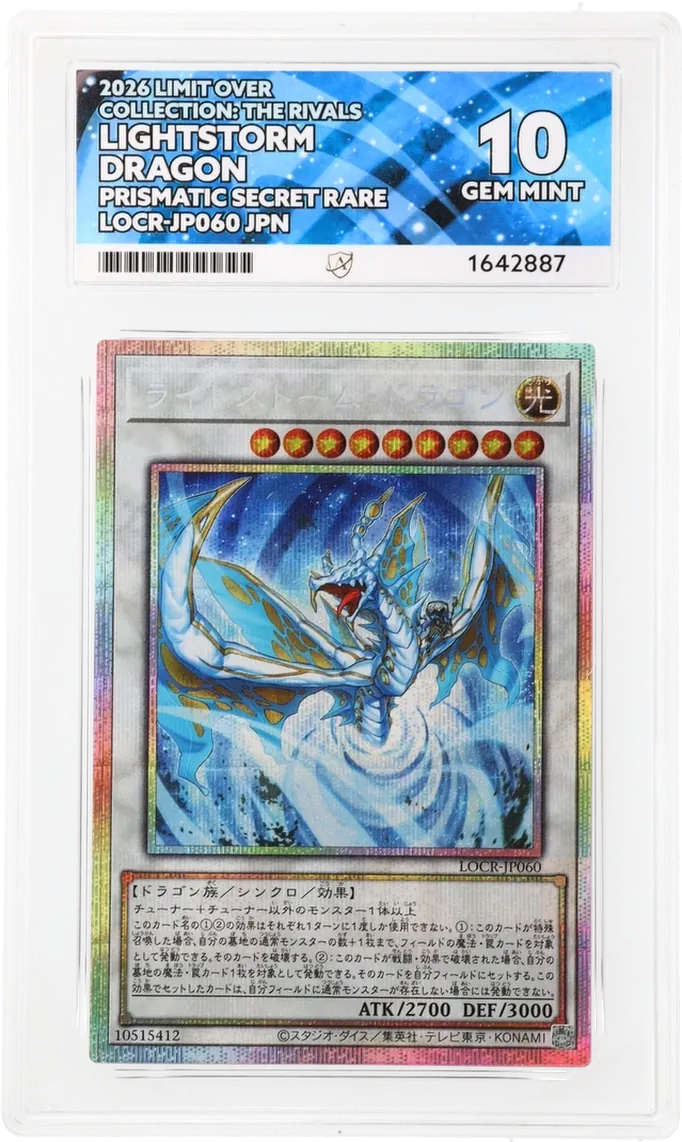 2026 LIMIT OVER
COLLECTION: THE RIVALS
LIGHTSTORM
DRAGON
PRISMATIC SECRET RARE
LOCR-JP060 JPN
10
GEM MINT
1642887
ライトストーム・ドラゴン
光
LOCR-JP060
【ドラゴン族／シンクロ／効果】
チューナー＋チューナー以外のモンスター1体以上
このカード名の①②の効果はそれぞれ1ターンに1度しか使用できない。①：このカードが特殊
召喚した場合、自分の墓地の通常モンスターの数＋1枚まで、フィールドの魔法・罠カードを対象
として発動できる。そのカードを破壊する。②：このカードが戦闘・効果で破壊された場合、自分の
墓地の魔法・罠カード1枚を対象として発動できる。そのカードを自分フィールドにセットする。この
効果でセットしたカードは、自分フィールドに通常モンスターが存在しない場合には発動できない。
ATK/2700 DEF/3000
10515412
©スタジオ・ダイス／集英社・テレビ東京・KONAMI